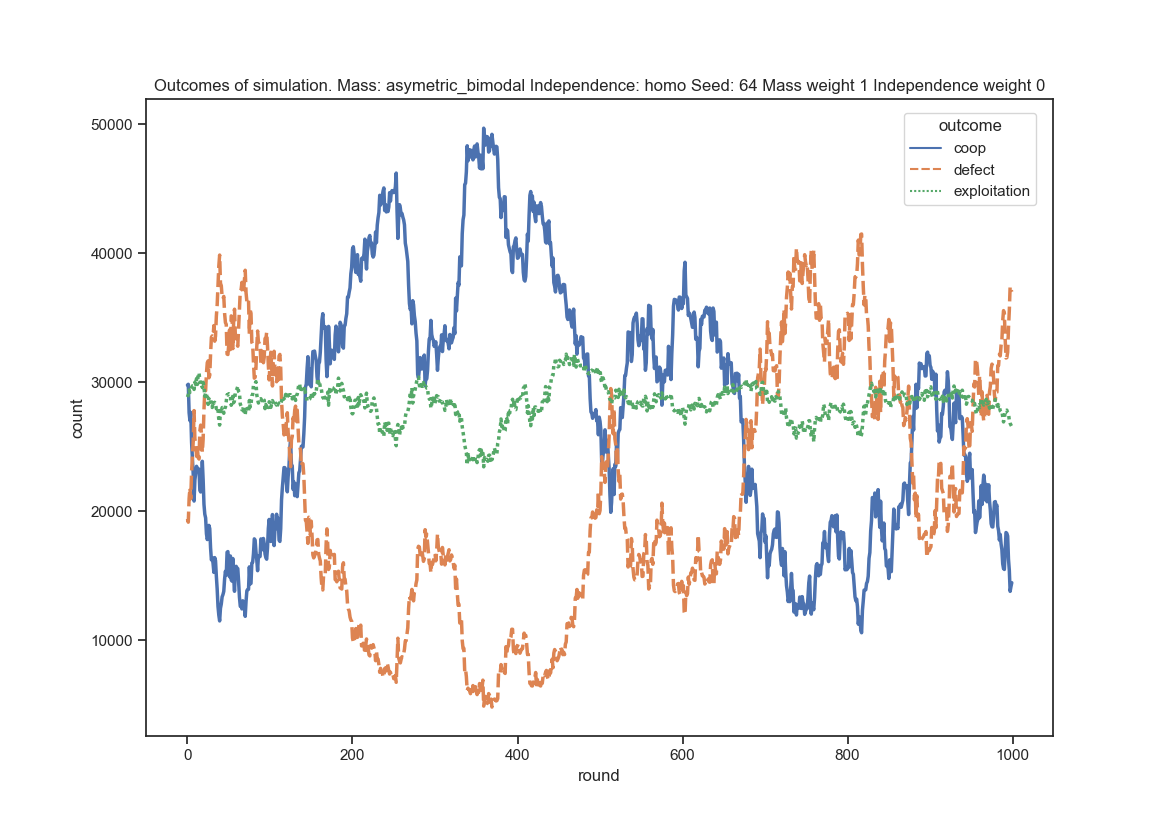 Outcomes of simulation. Mass: asymetric_bimodal Independence: homo Seed: 64 Mass weight 1 Independence weight 0
outcome
coop
defect
exploitation
50000
40000
30000
20000
10000
count
0 200 400 600 800 1000
round